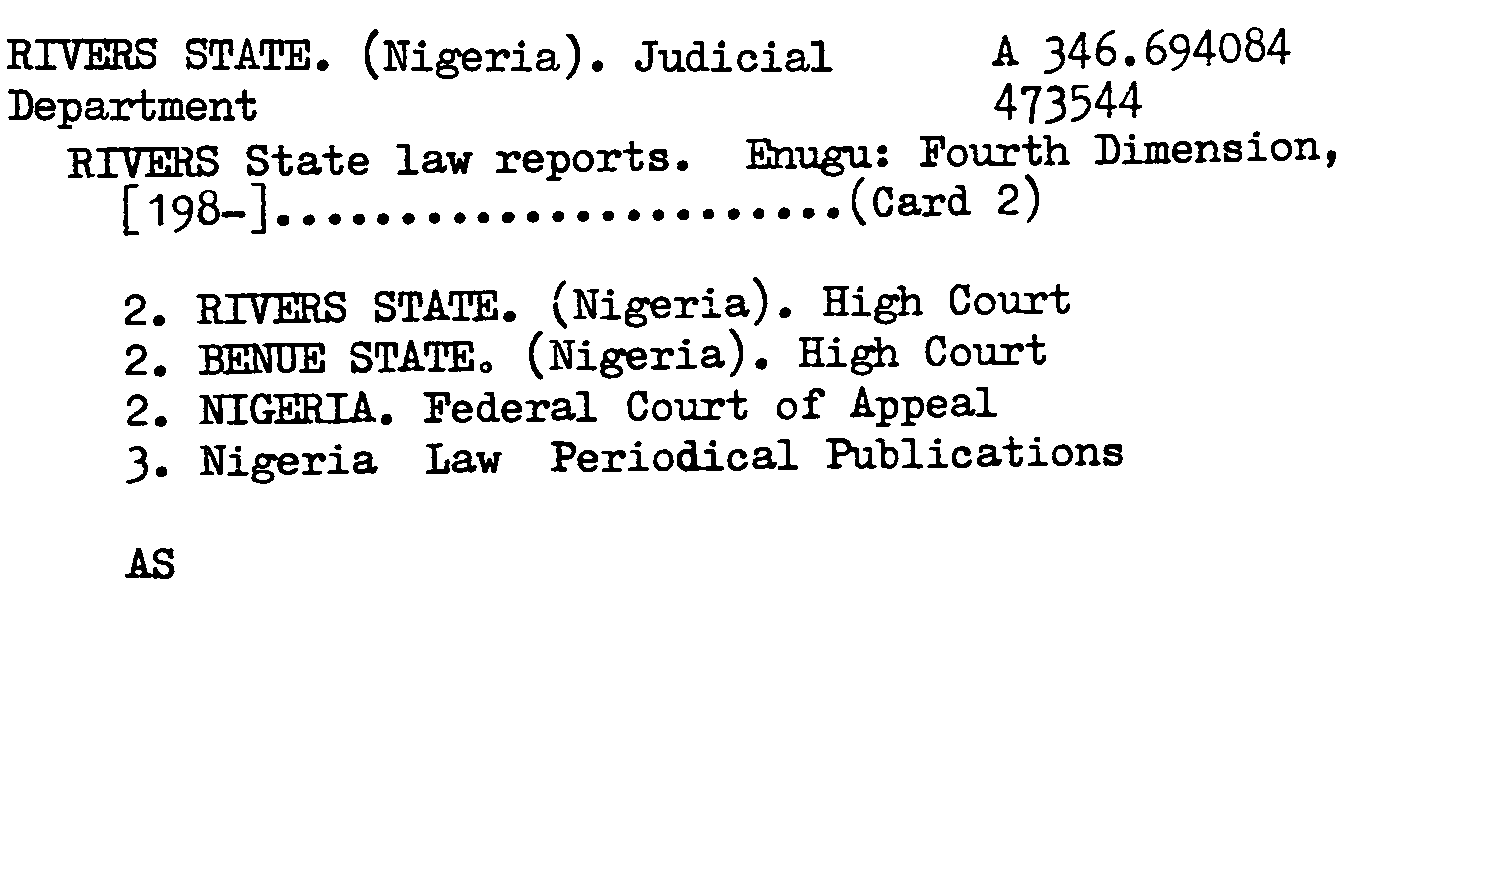 RIVERS STATE. (Nigeria). Judicial A 346.694084
Department 473544
RIVERS State law reports. Enugu: Fourth Dimension,
[198-]........................(Card 2)
2. RIVERS STATE. (Nigeria). High Court
2. BENUE STATE. (Nigeria). High Court
2. NIGERIA. Federal Court of Appeal
3. Nigeria Law Periodical Publications
AS